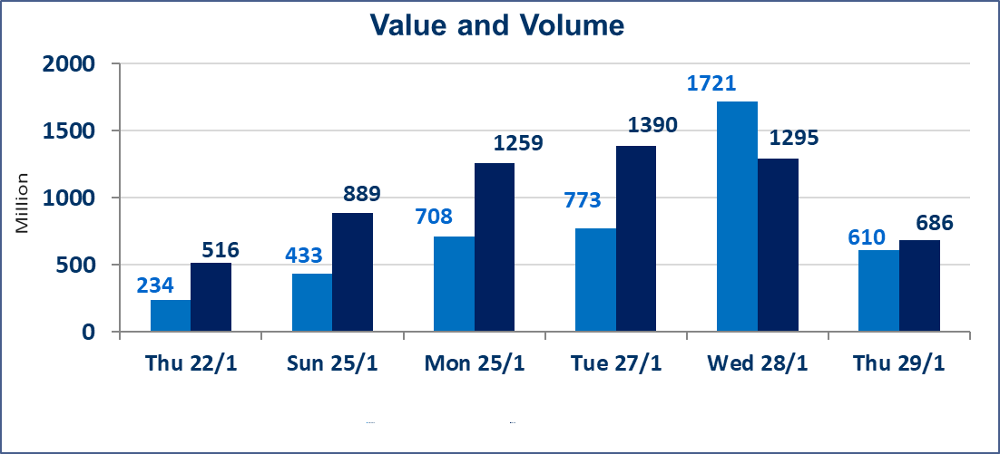 Value and Volume
2000
1500
1000
500
0
Million
234
516
433
889
708
1259
773
1390
1721
1295
610
686
Thu 22/1
Sun 25/1
Mon 25/1
Tue 27/1
Wed 28/1
Thu 29/1